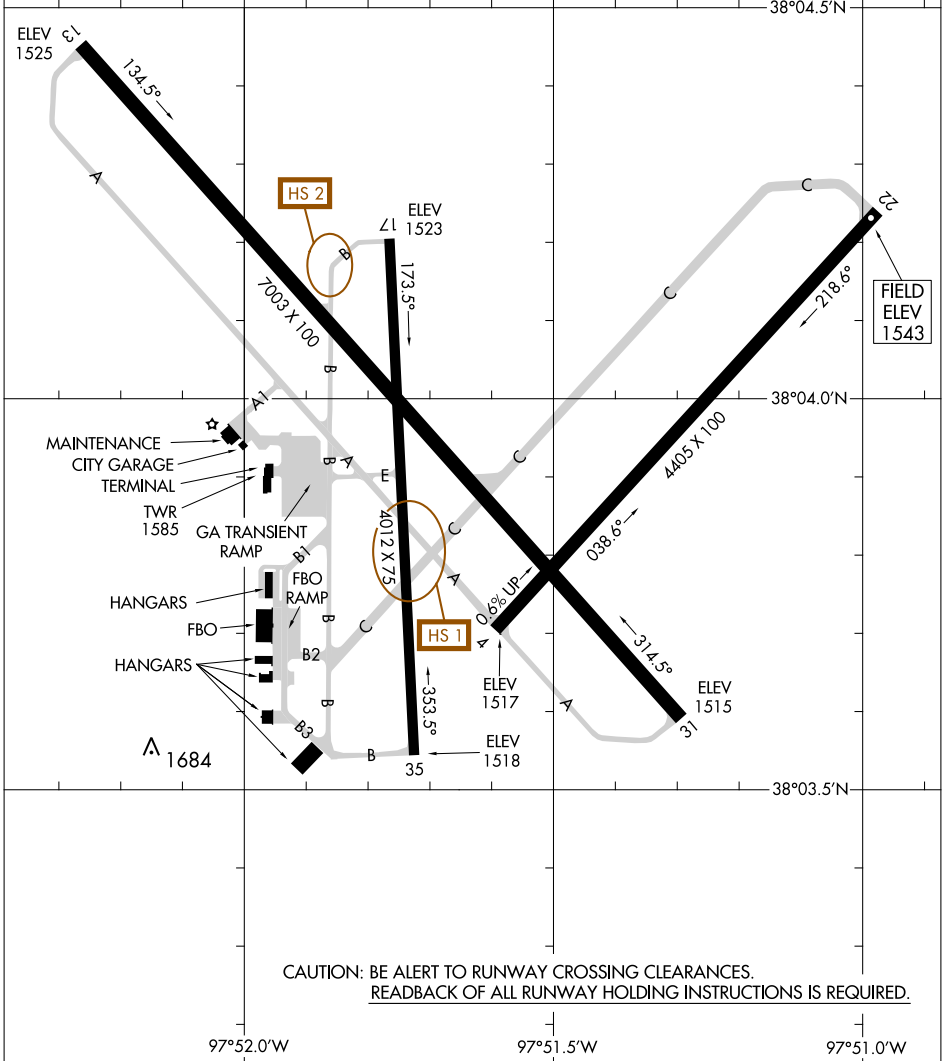 38°04.5'N
ELEV
1525
13
134.5°
A
HS 2
B
17
ELEV
1523
173.5°
C
22
218.6°
FIELD
ELEV
1543
C
7003 X 100
B
38°04.0'N
A1
MAINTENANCE
CITY GARAGE
TERMINAL
TWR
1585
GA TRANSIENT
RAMP
B
A
E
C
4405 X 100
4012 X 75
C
038.6°
B1
FBO
RAMP
HANGARS
FBO
B
C
A
0.6% UP
4
HS 1
B2
HANGARS
314.5°
ELEV
1517
353.5°
B
A
ELEV
1515
31
B3
B
35
ELEV
1518
1684
38°03.5'N
CAUTION: BE ALERT TO RUNWAY CROSSING CLEARANCES.
READBACK OF ALL RUNWAY HOLDING INSTRUCTIONS IS REQUIRED.
97°52.0'W
97°51.5'W
97°51.0'W